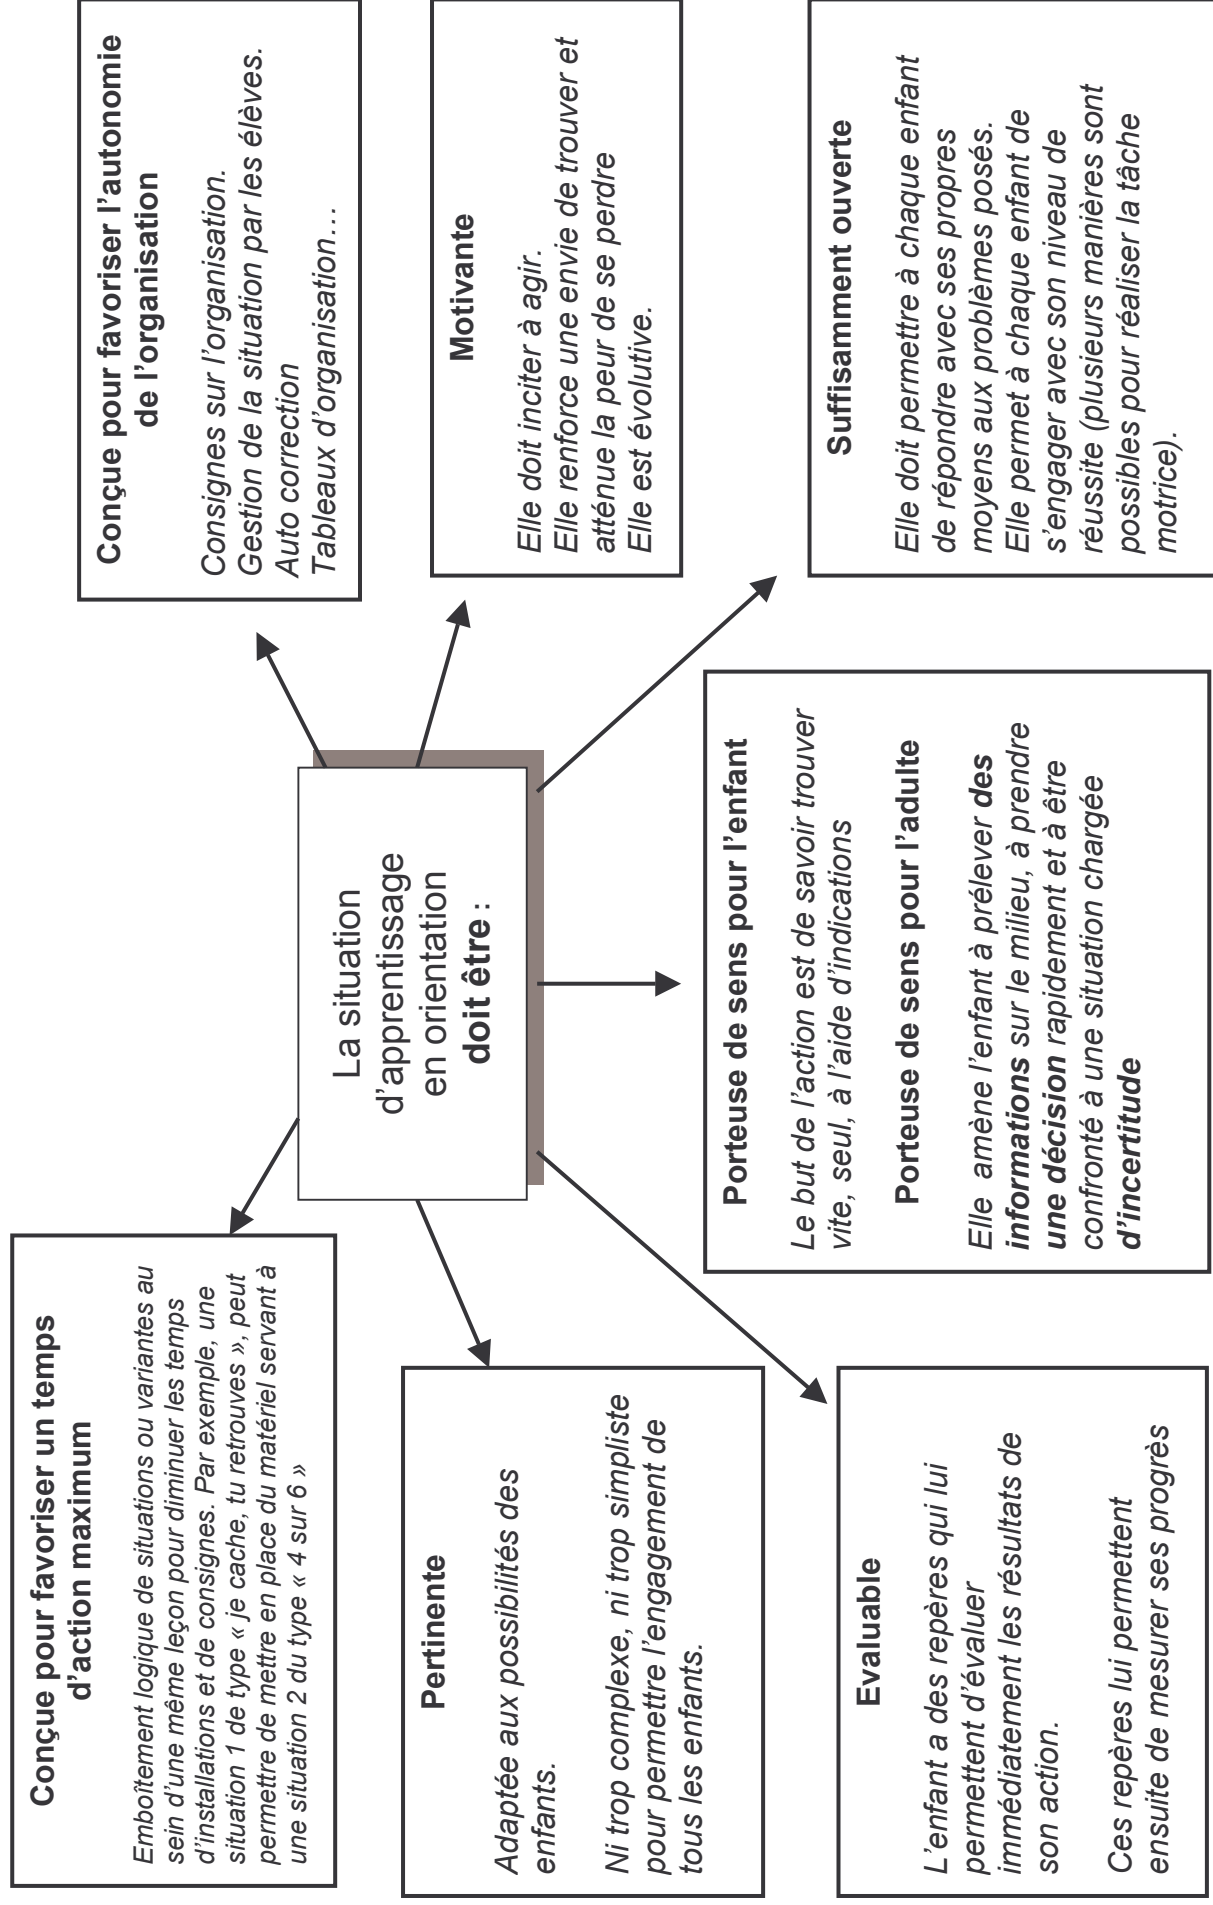 La situation
d'apprentissage
en orientation
doit être :
Conçue pour favoriser un temps
d'action maximum
Emboîtement logique de situations ou variantes au
sein d'une même leçon pour diminuer les temps
d'installations et de consignes. Par exemple, une
situation 1 de type « je cache, tu retrouves », peut
permettre de mettre en place du matériel servant à
une situation 2 du type « 4 sur 6 »
Conçue pour favoriser l'autonomie
de l'organisation
Consignes sur l'organisation.
Gestion de la situation par les élèves.
Auto correction
Tableaux d'organisation…
Pertinente
Adaptée aux possibilités des
enfants.
Ni trop complexe, ni trop simpliste
pour permettre l'engagement de
tous les enfants.
Motivante
Elle doit inciter à agir.
Elle renforce une envie de trouver et
atténue la peur de se perdre
Elle est évolutive.
Evaluable
L'enfant a des repères qui lui
permettent d'évaluer
immédiatement les résultats de
son action.
Ces repères lui permettent
ensuite de mesurer ses progrès
Porteuse de sens pour l'enfant
Le but de l'action est de savoir trouver
vite, seul, à l'aide d'indications
Porteuse de sens pour l'adulte
Elle amène l'enfant à prélever des
informations sur le milieu, à prendre
une décision rapidement et à être
confronté à une situation chargée
d'incertitude
Suffisamment ouverte
Elle doit permettre à chaque enfant
de répondre avec ses propres
moyens aux problèmes posés.
Elle permet à chaque enfant de
s'engager avec son niveau de
réussite (plusieurs manières sont
possibles pour réaliser la tâche
motrice).